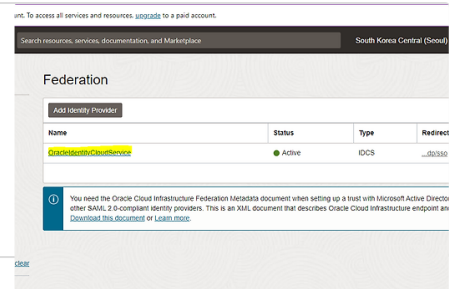 unt. To access all services and resources, upgrade to a paid account.
Search resources, services, documentation, and Marketplace
South Korea Central (Seoul)
Federation
Add Identity Provider
Name Status Type Redirect
OracleIdentityCloudService Active IDCS ...dp/sso
You need the Oracle Cloud Infrastructure Federation Metadata document when setting up a trust with Microsoft Active Director
other SAML 2.0-compliant identity providers. This is an XML document that describes Oracle Cloud Infrastructure endpoint an
Download this document or Learn more.
clear